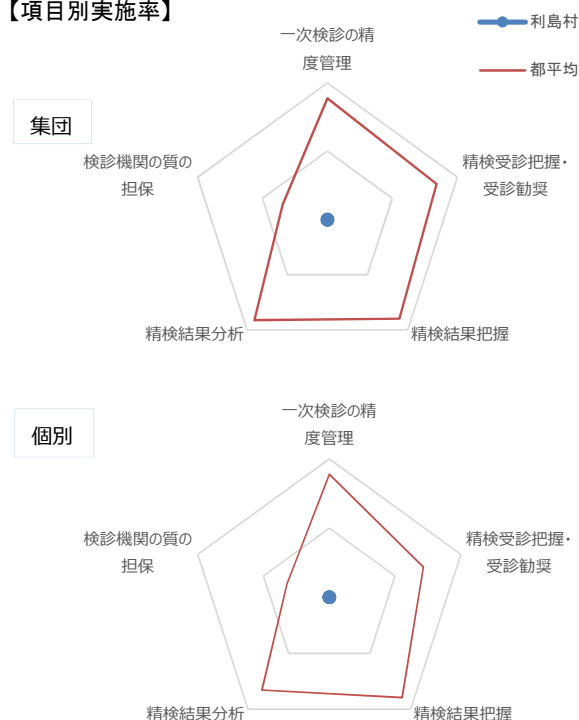 【項目別実施率】
利島村
都平均
集団
一次検診の精
度管理
精検受診把握・
受診勧奨
精検結果把握
精検結果分析
検診機関の質の
担保
個別
一次検診の精
度管理
精検受診把握・
受診勧奨
精検結果把握
精検結果分析
検診機関の質の
担保